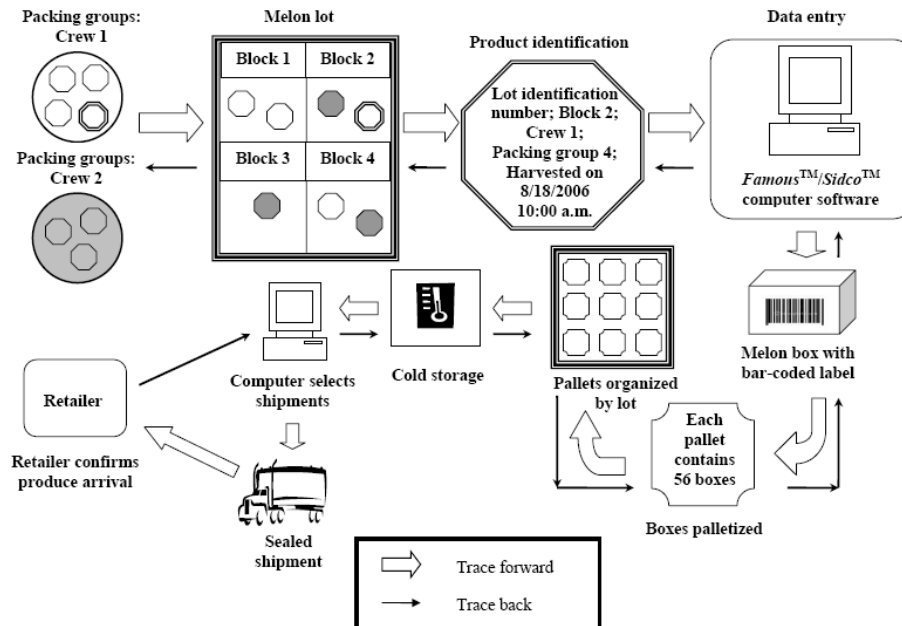 Packing groups:
Crew 1
Melon lot
Product identification
Data entry
Block 1
Block 2
Block 3
Block 4
Lot identification
number; Block 2;
Crew 1;
Packing group 4;
Harvested on
8/18/2006
10:00 a.m.
Famous™/Sidco™
computer software
Packing groups:
Crew 2
Melon box with
bar-coded label
Each
pallet
contains
56 boxes
Boxes palletized
Pallets organized
by lot
Cold storage
Computer selects
shipments
Sealed
shipment
Retailer
Retailer confirms
produce arrival
Trace forward
Trace back